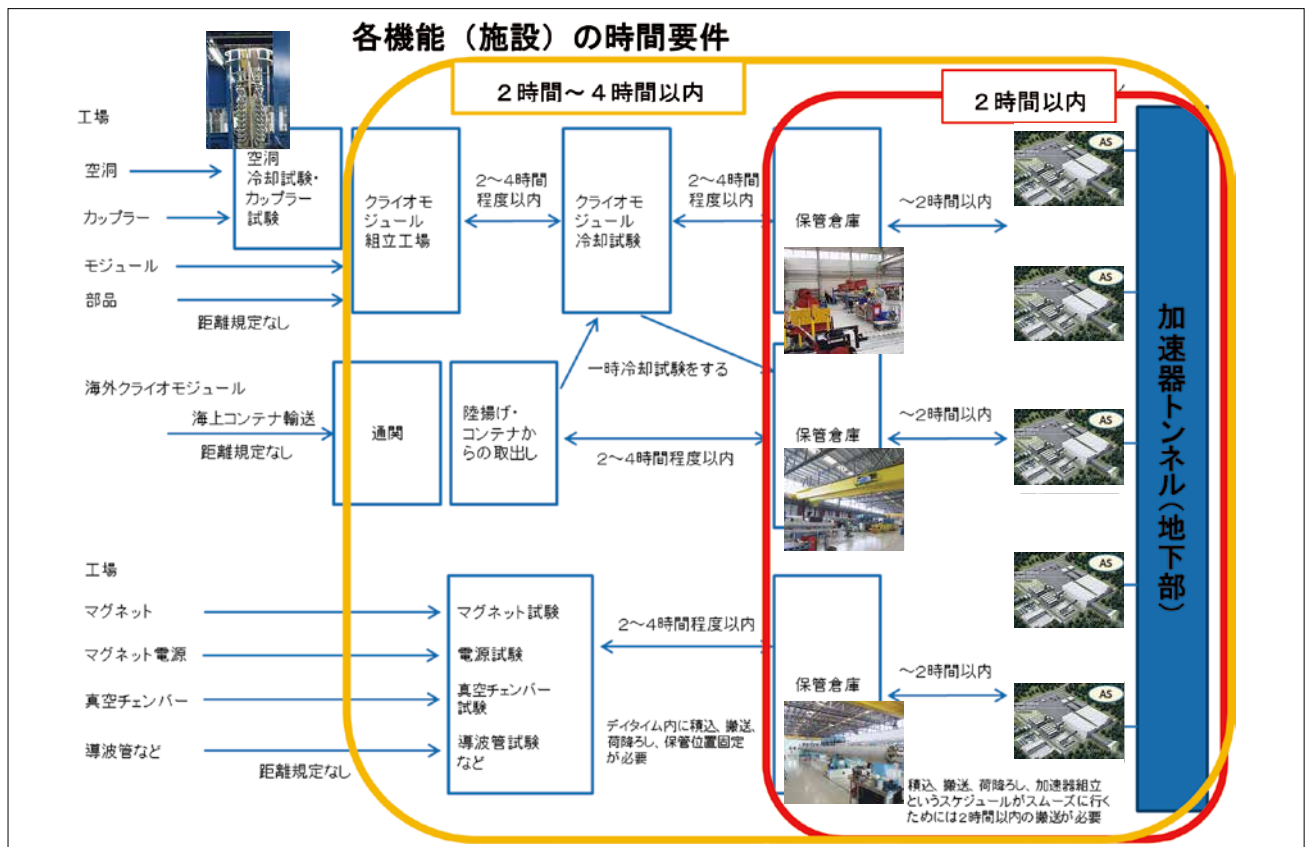 各機能（施設）の時間要件
２時間～４時間以内
２時間以内
工場
空洞
カップラー
モジュール
部品
距離規定なし
空洞
冷却試験・
カップラー
試験
クライオモ
ジュール
組立工場
2～4時間
程度以内
クライオモ
ジュール
冷却試験
2～4時間
程度以内
保管倉庫
～2時間以内
AS
海外クライオモジュール
海上コンテナ輸送
距離規定なし
通関
陸揚げ・
コンテナか
らの取出し
一時冷却試験をする
2～4時間程度以内
保管倉庫
～2時間以内
AS
工場
マグネット
マグネット電源
真空チェンバー
導波管など
距離規定なし
マグネット試験
電源試験
真空チェンバー
試験
導波管試験
など
2～4時間程度以内
デイタイム内に積込、搬送、
荷降ろし、保管位置固定
が必要
保管倉庫
～2時間以内
AS
AS
積込、搬送、荷降ろし、加速器組立
というスケジュールがスムーズに行く
ためには2時間以内の搬送が必要
加速器トンネル（地下部）